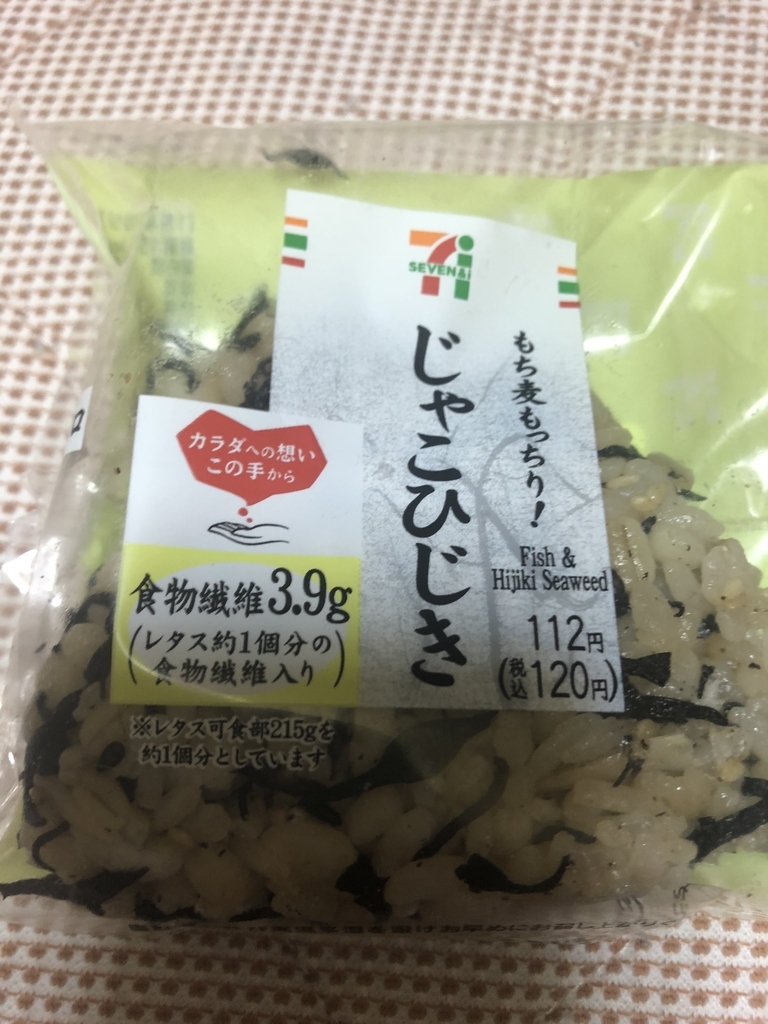 SEVEN&i
もち麦もっちり！
じゃこひじき
Fish &
Hijiki Seaweed
112円
(税込120円)
カラダへの想い
この手から
食物繊維3.9g
(レタス約1個分の
食物繊維入り)
※レタス可食部215gを
約1個分としています